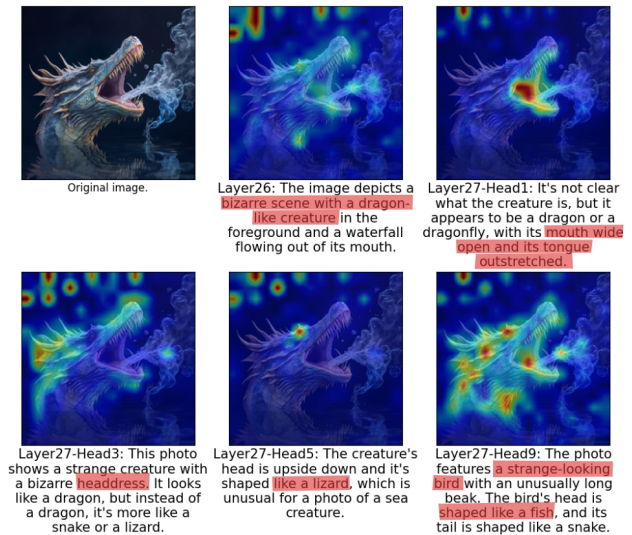 Original image.
Layer26: The image depicts a
bizarre scene with a dragon-
like creature in the
foreground and a waterfall
flowing out of its mouth.
Layer27-Head1: It's not clear
what the creature is, but it
appears to be a dragon or a
dragonfly, with its mouth wide
open and its tongue
outstretched.
Layer27-Head3: This photo
shows a strange creature with
a bizarre headdress. It looks
like a dragon, but instead of
a dragon, it's more like a
snake or a lizard.
Layer27-Head5: The creature's
head is upside down and it's
shaped like a lizard, which is
unusual for a photo of a sea
creature.
Layer27-Head9: The photo
features a strange-looking
bird with an unusually long
beak. The bird's head is
shaped like a fish, and its
tail is shaped like a snake.